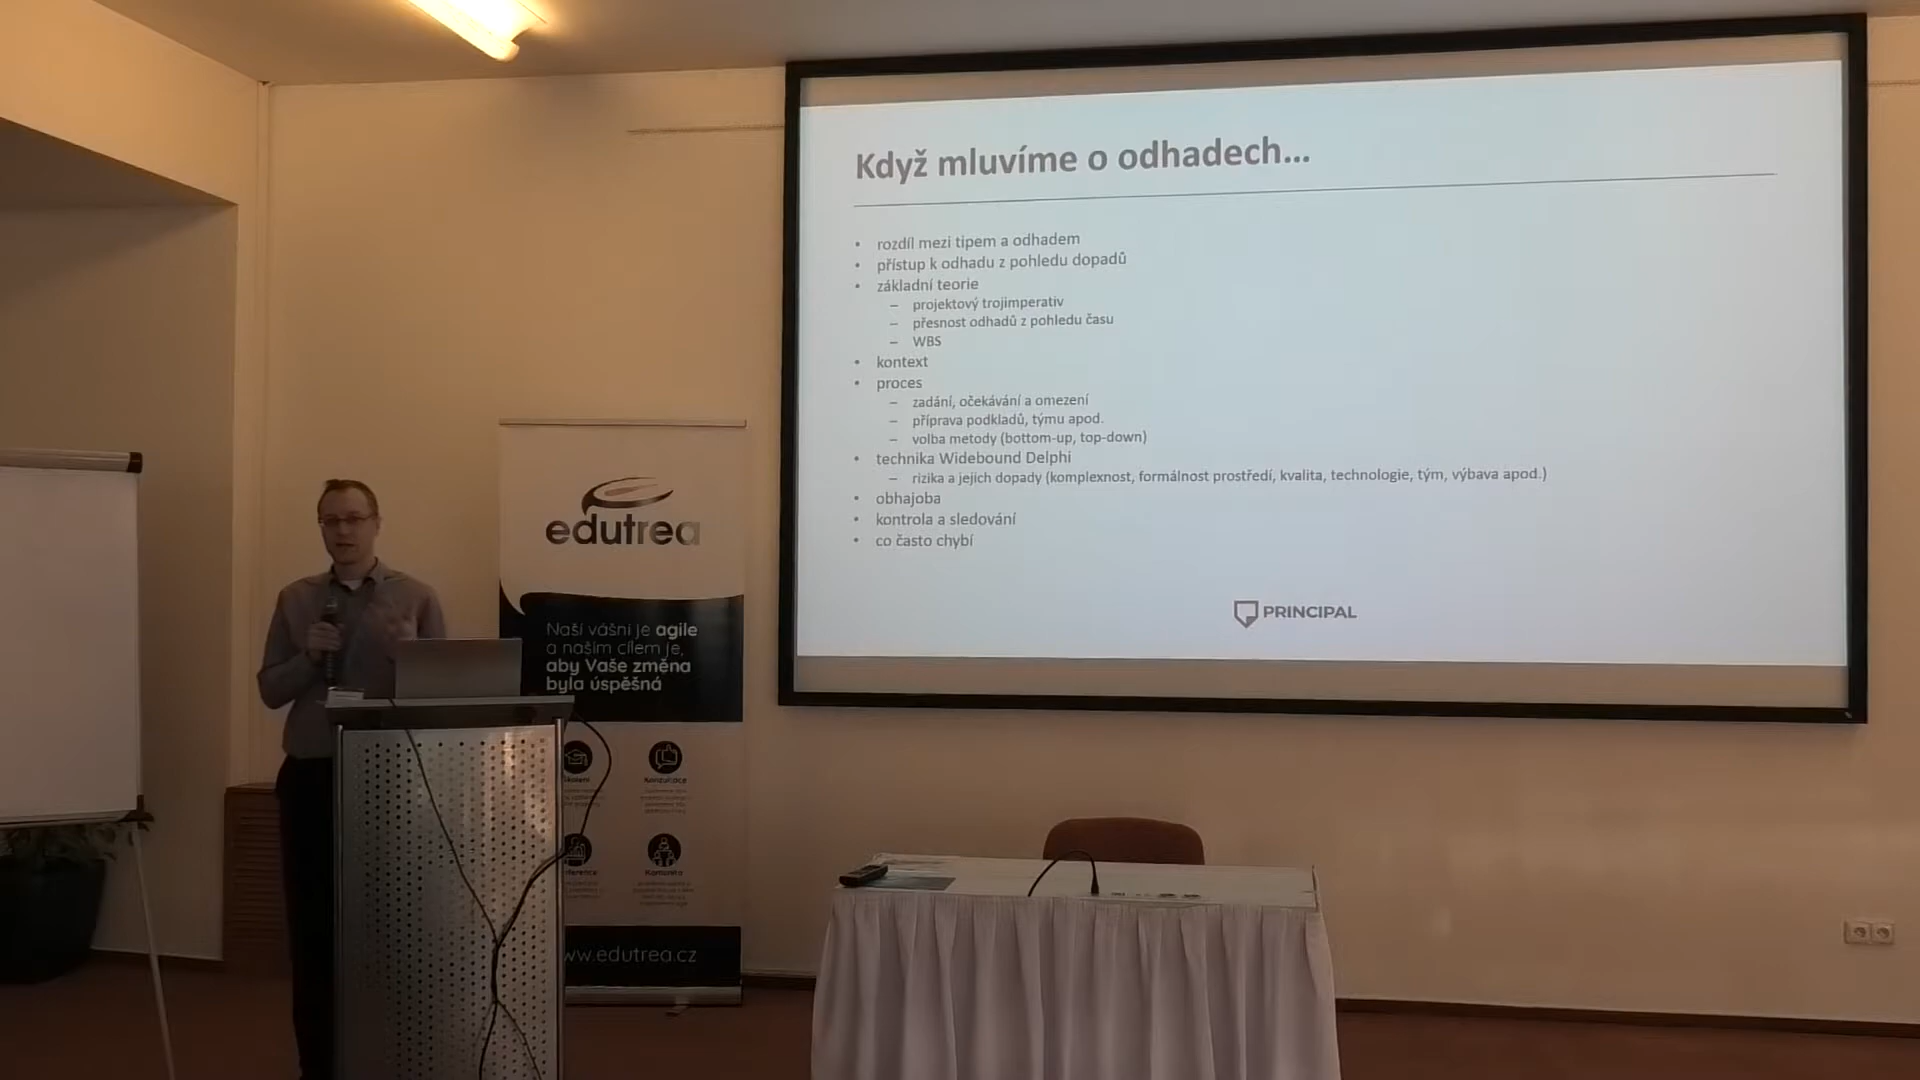 Když mluvíme o odhadech...
• rozdíl mezi tipem a odhadem
• přístup k odhadu z pohledu dopadů
• základní teorie
– projektový trojimperativ
– přesnost odhadů z pohledu času
– WBS
• kontext
• proces
– zadání, očekávání a omezení
– příprava podkladů, týmu apod.
– volba metody (bottom-up, top-down)
• technika Widebound Delphi
– rizika a jejich dopady (komplexnost, formálnost prostředí, kvalita, technologie, tým, výbava apod.)
• obhajoba
• kontrola a sledování
• co často chybí
PRINCIPAL
edutrea
Naší vášní je agile
a naším cílem je,
aby Vaše změna
byla úspěšná
Konzultace
Komunita
ww.edutrea.cz